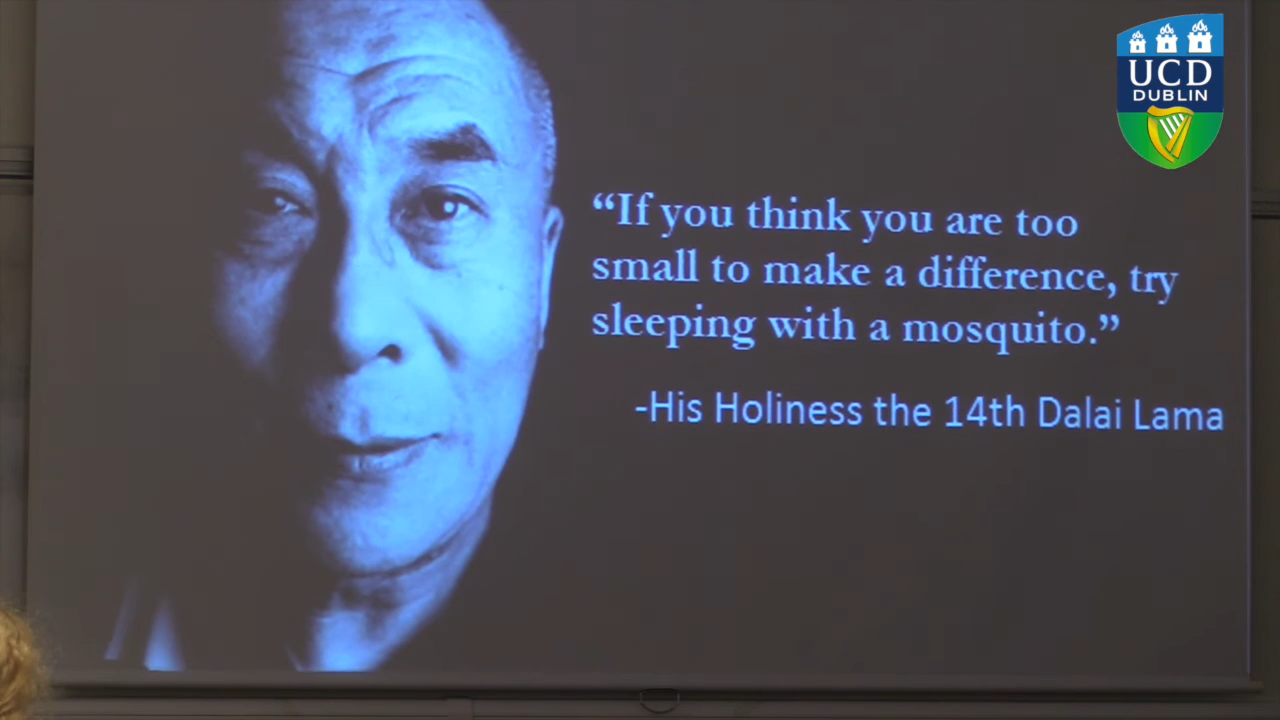 UCD
DUBLIN
“If you think you are too
small to make a difference, try
sleeping with a mosquito.”
-His Holiness the 14th Dalai Lama